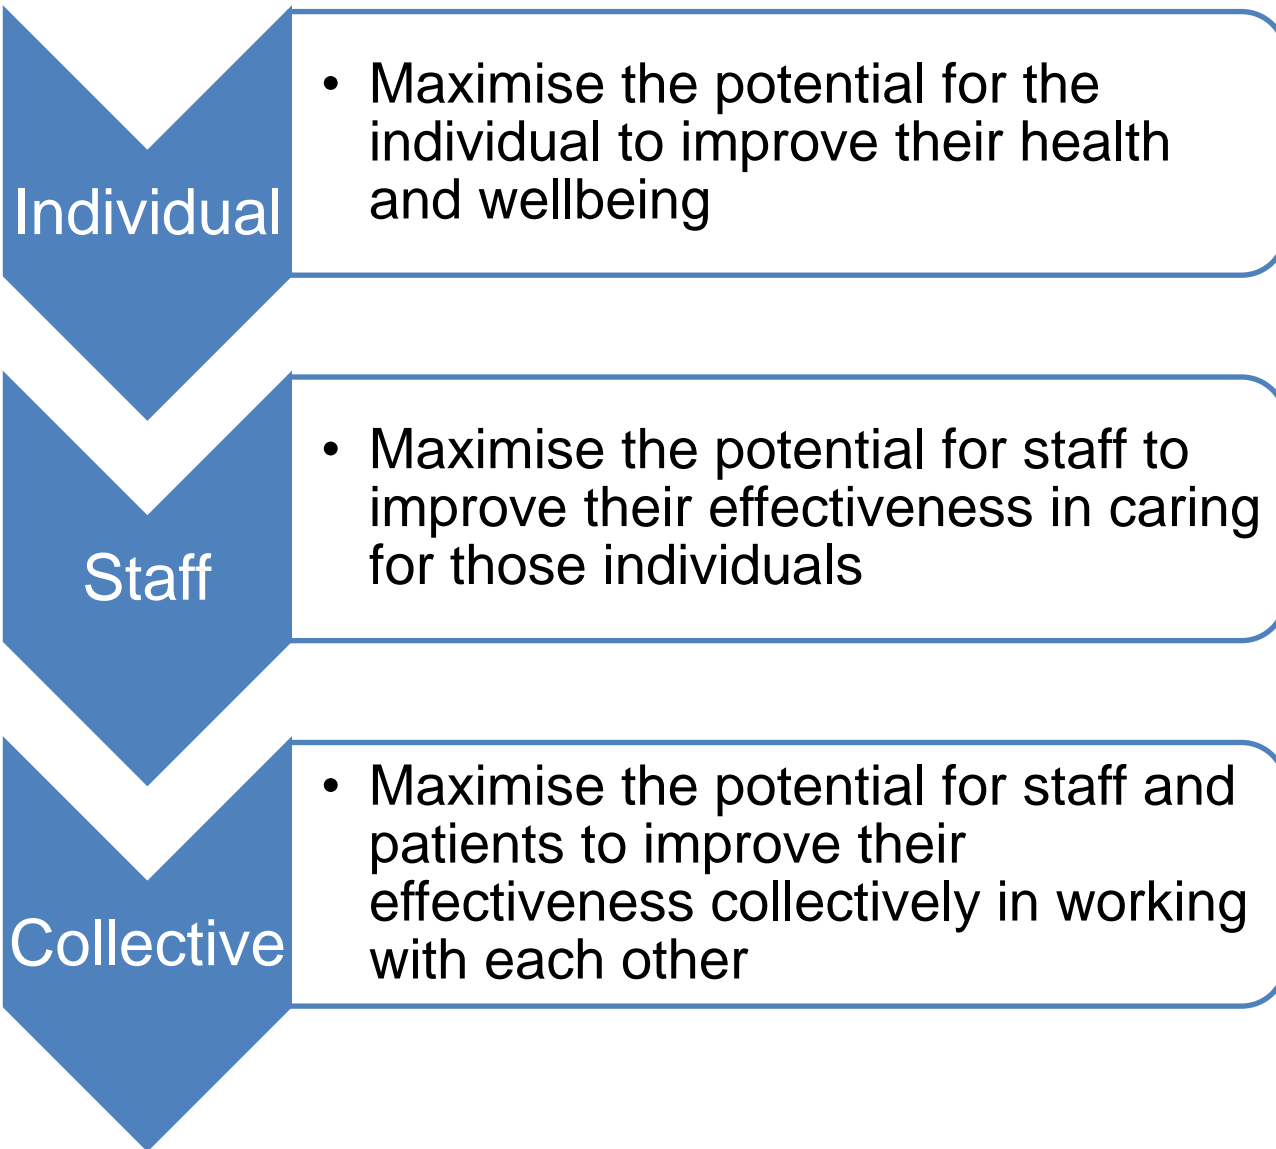 Individual
• Maximise the potential for the
individual to improve their health
and wellbeing
Staff
• Maximise the potential for staff to
improve their effectiveness in caring
for those individuals
Collective
• Maximise the potential for staff and
patients to improve their
effectiveness collectively in working
with each other